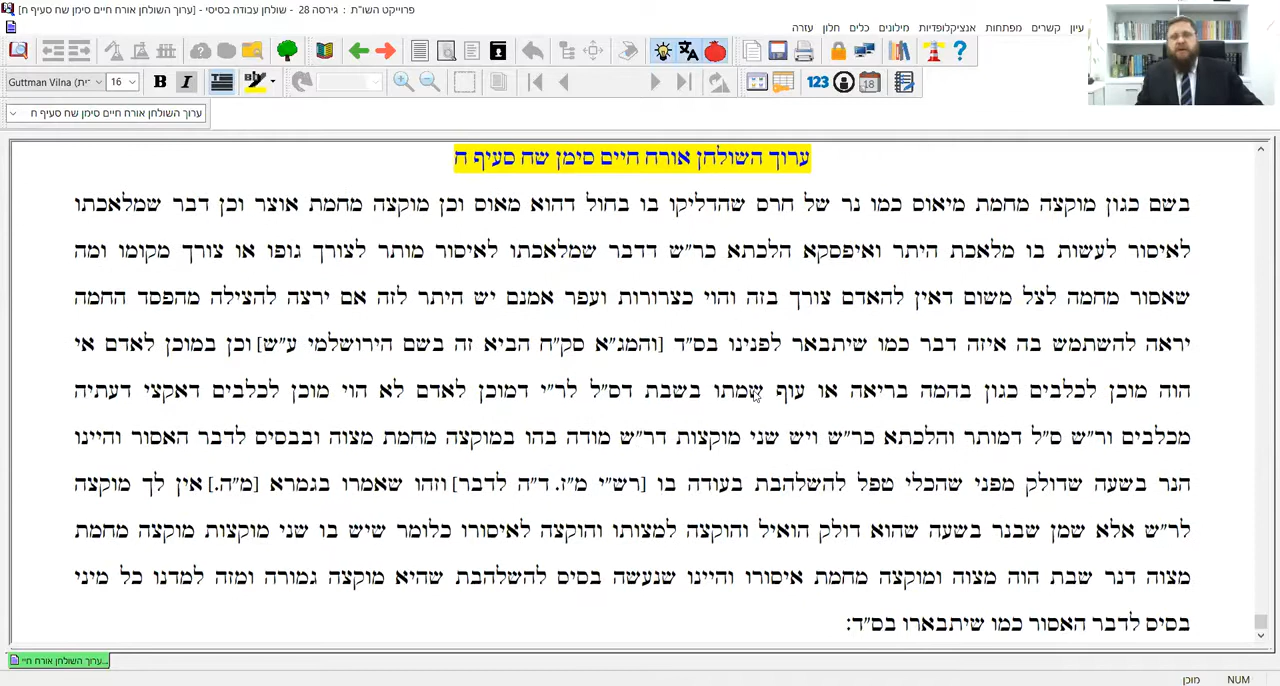 פרוייקט השו"ת : גירסה 28 - שולחן עבודה בסיסי - [ערוך השולחן אורח חיים סימן שח סעיף ח]
עיון קשרים מפתחות אנציקלופדיות מילונים כלים חלון עזרה
123 18
Guttman Vilna 16 B I
ערוך השולחן אורח חיים סימן שח סעיף ח
ערוך השולחן אורח חיים סימן שח סעיף ח
בשם כגון מוקצה מחמת מיאוס כמו נר של חרס שהדליקו בו בחול דהוא מאוס וכן מוקצה מחמת אוצר וכן דבר שמלאכתו
לאיסור לעשות בו מלאכת היתר ואיפסקא הלכתא כר"ש דדבר שמלאכתו לאיסור מותר לצורך גופו או צורך מקומו ומה
שאסור מחמה לצל משום דאין להאדם צורך בזה והוי כצרורות ועפר אמנם יש היתר לזה אם ירצה להצילה מהפסד החמה
יראה להשתמש בה איזה דבר כמו שיתבאר לפנינו בס"ד [והמג"א סק"ח הביא זה בשם הירושלמי ע"ש] וכן במוכן לאדם אי
הוה מוכן לכלבים כגון בהמה בריאה או עוף שמתו בשבת דס"ל לר"י דמוכן לאדם לא הוי מוכן לכלבים דאקצי דעתיה
מכלבים ור"ש ס"ל דמותר והלכתא כר"ש ויש שני מוקצות דר"ש מודה בהו במוקצה מחמת מצוה ובבסיס לדבר האסור והיינו
הנר בשעה שדולק מפני שהכלי טפל להשלהבת בעודה בו [רש"י מ"ז. ד"ה לדבר] וזהו שאמרו בגמרא [מ"ה.] אין לך מוקצה
לר"ש אלא שמן שבנר בשעה שהוא דולק הואיל והוקצה למצותו והוקצה לאיסורו כלומר שיש בו שני מוקצות מוקצה מחמת
מצוה דנר שבת הוה מצוה ומוקצה מחמת איסורו והיינו שנעשה בסיס להשלהבת שהיא מוקצה גמורה ומזה למדנו כל מיני
בסיס לדבר האסור כמו שיתבארו בס"ד:
ערוך השולחן אורח חיי...
מוכן NUM